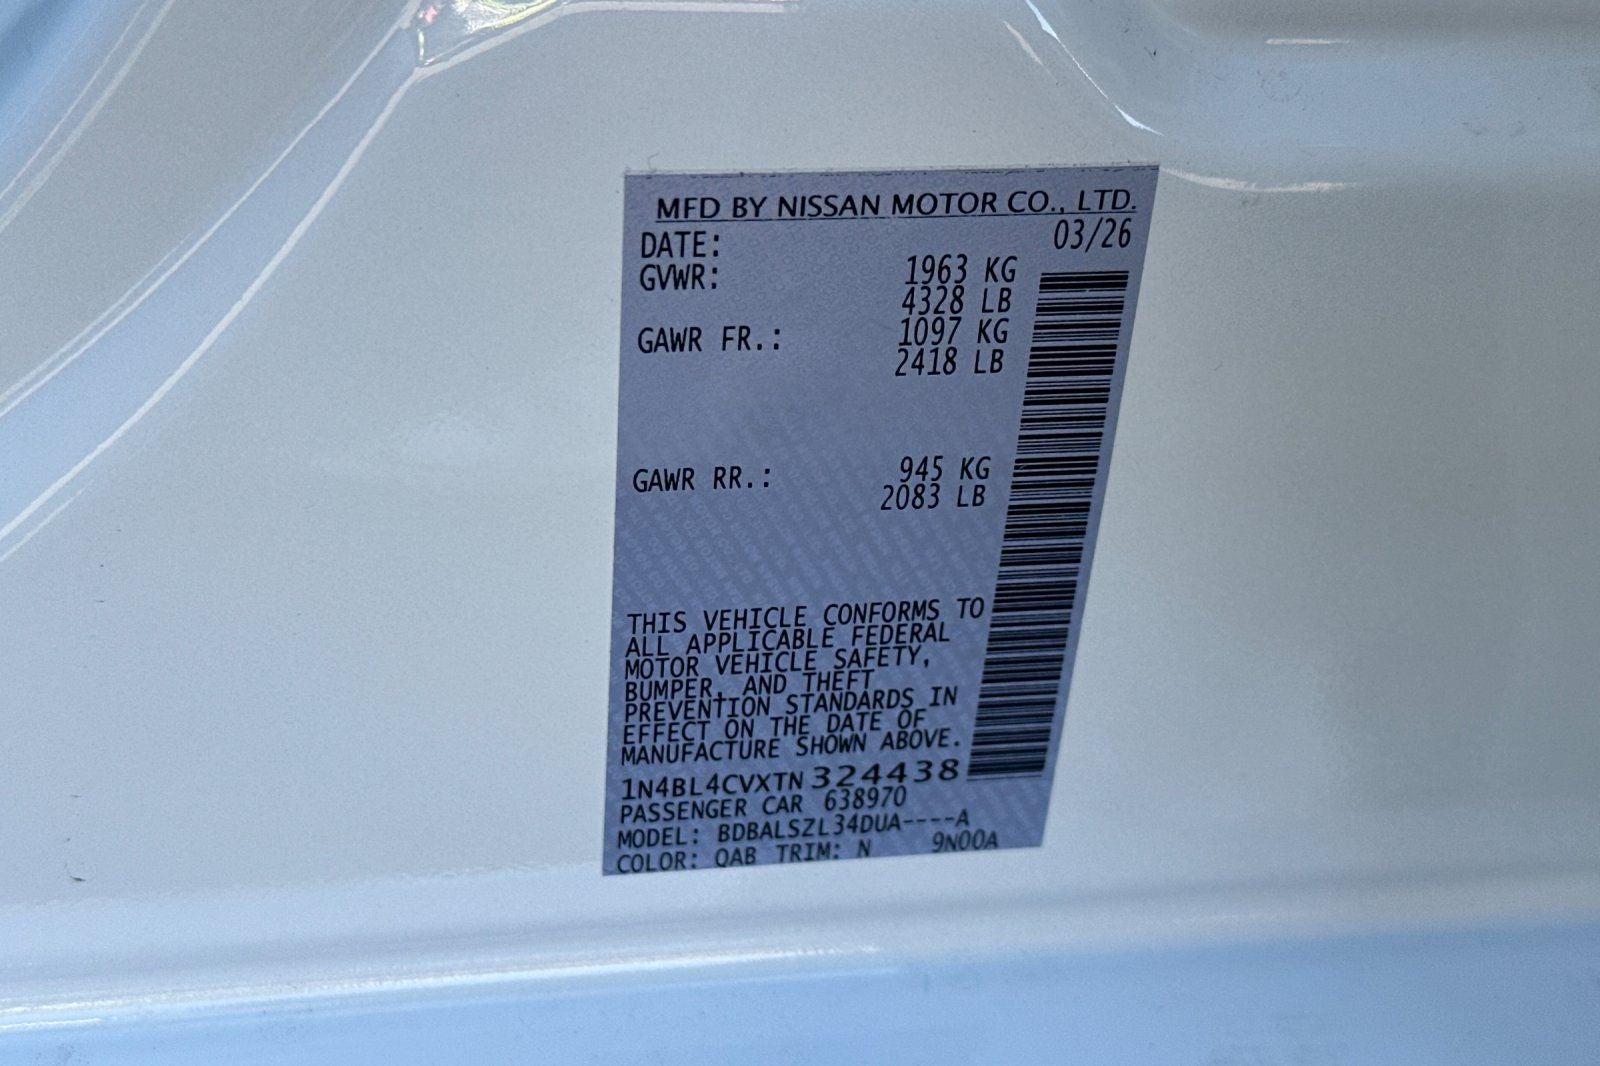 MFD BY NISSAN MOTOR CO., LTD.
DATE: 03/26
GVWR: 1963 KG
4328 LB
GAWR FR.: 1097 KG
2418 LB
GAWR RR.: 945 KG
2083 LB
THIS VEHICLE CONFORMS TO
ALL APPLICABLE FEDERAL
MOTOR VEHICLE SAFETY,
BUMPER, AND THEFT
PREVENTION STANDARDS IN
EFFECT ON THE DATE OF
MANUFACTURE SHOWN ABOVE.
1N4BL4CVXTN324438
PASSENGER CAR 638970
MODEL: BDBALSZL34DUA----A
COLOR: QAB TRIM: N 9N00A